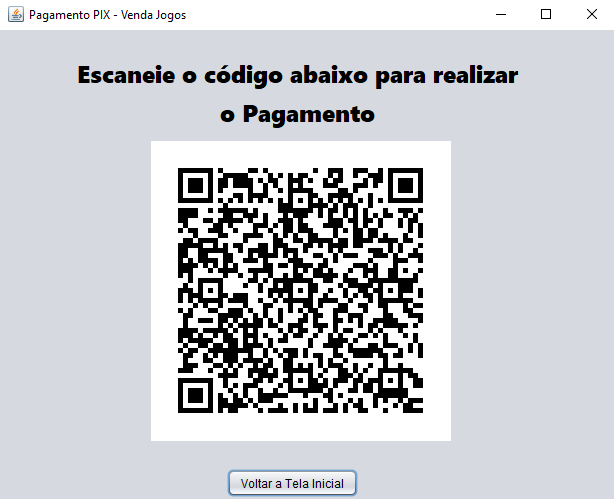 Pagamento PIX - Venda Jogos
Escaneie o código abaixo para realizar
o Pagamento
Voltar a Tela Inicial